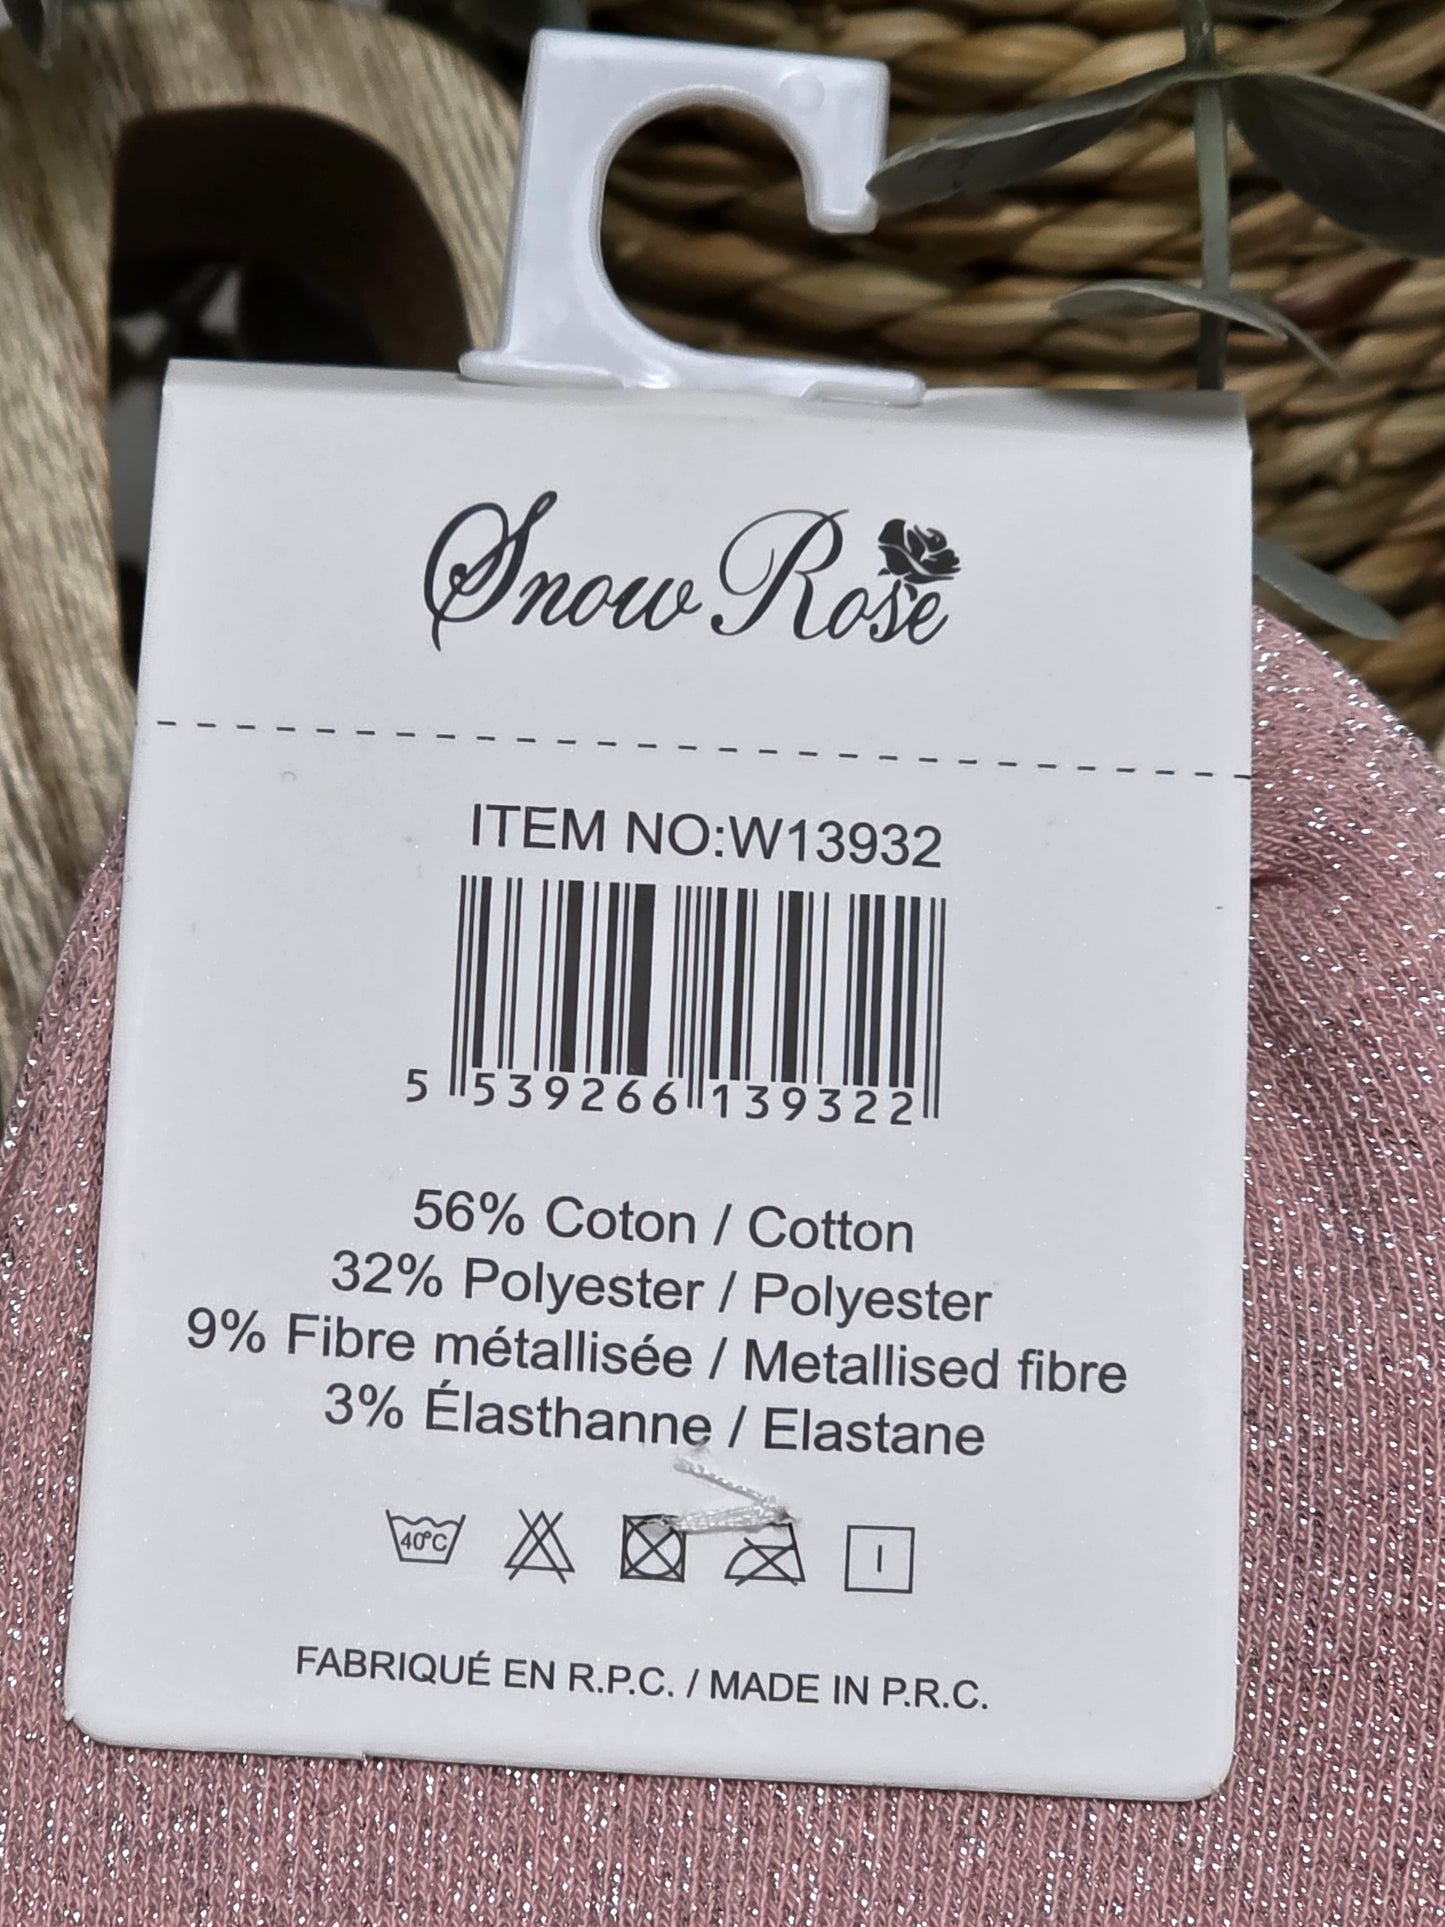 Snow Rose
ITEM NO:W13932
5 539266 139322
56% Coton / Cotton
32% Polyester / Polyester
9% Fibre métallisée / Metallised fibre
3% Élasthanne / Elastane
40°C
FABRIQUÉ EN R.P.C. / MADE IN P.R.C.